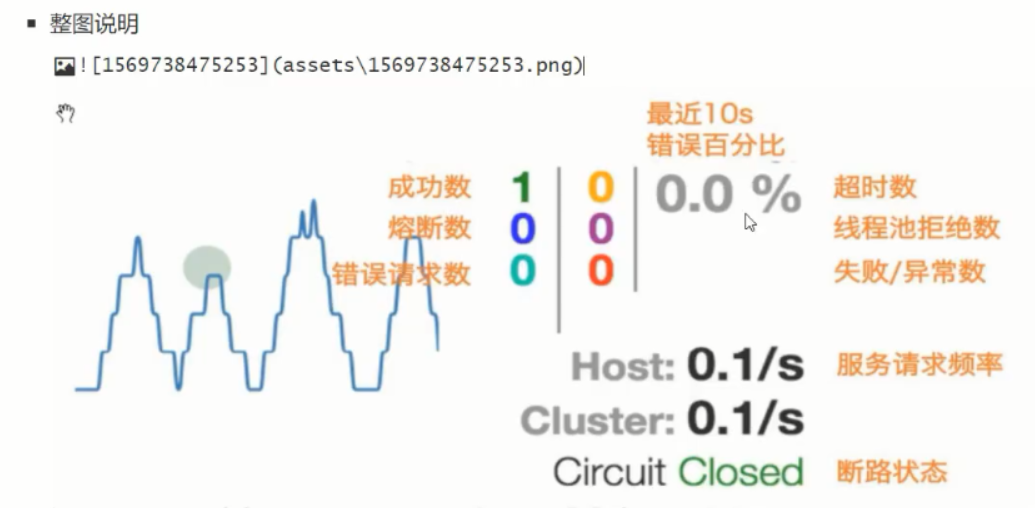 整图说明
![1569738475253](assets\1569738475253.png)
最近10s
错误百分比
成功数 1 0 0.0 % 超时数
熔断数 0 0 线程池拒绝数
错误请求数 0 0 失败/异常数
Host: 0.1/s 服务请求频率
Cluster: 0.1/s
Circuit Closed 断路状态